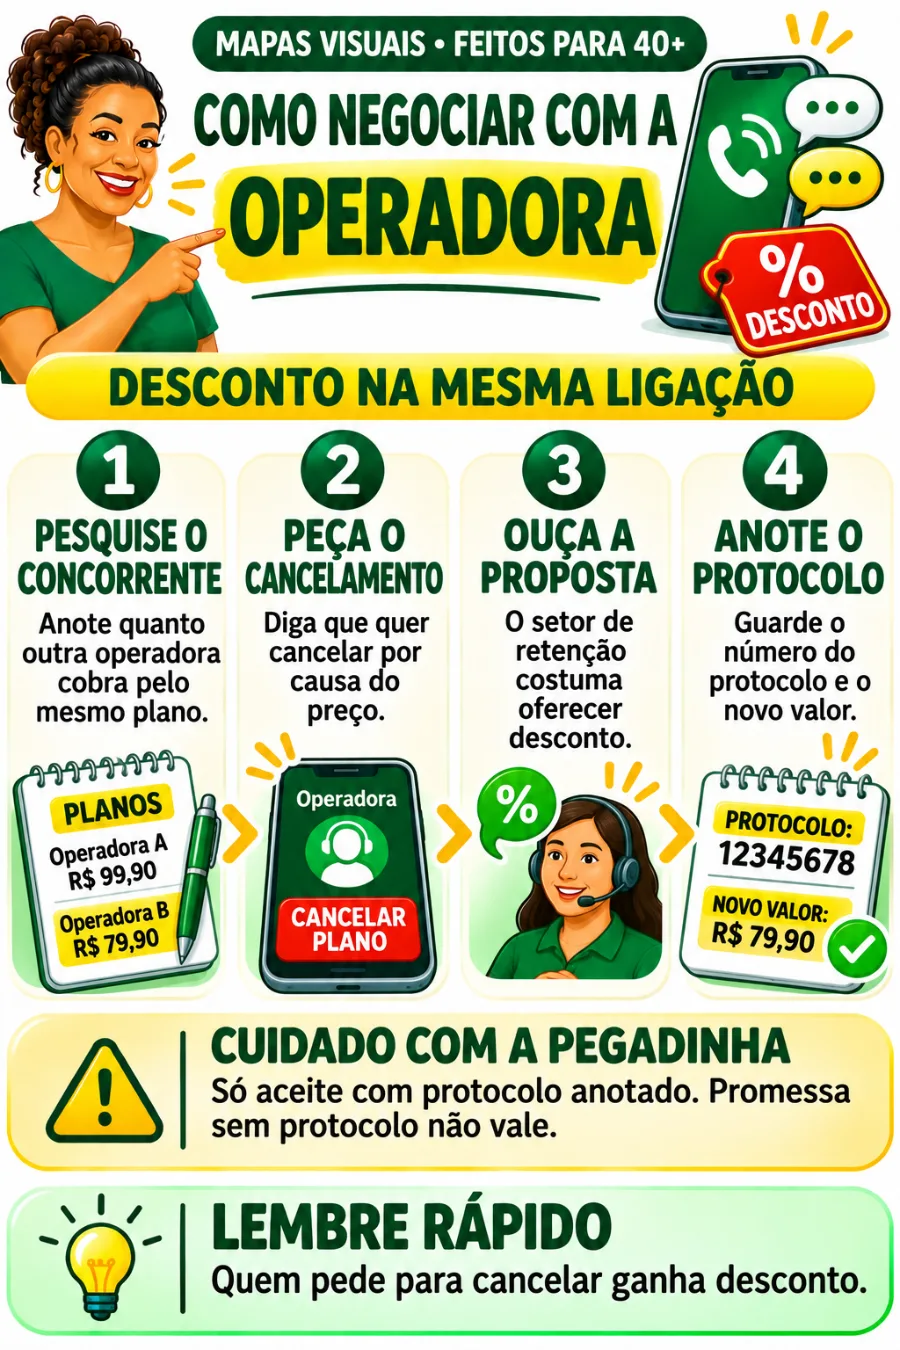 MAPAS VISUAIS • FEITOS PARA 40+
COMO NEGOCIAR COM A
OPERADORA
%
DESCONTO
DESCONTO NA MESMA LIGAÇÃO
1
PESQUISE O
CONCORRENTE
Anote quanto
outra operadora
cobra pelo
mesmo plano.
PLANOS
Operadora A
R$ 99,90
Operadora B
R$ 79,90
2
PEÇA O
CANCELAMENTO
Diga que quer
cancelar por
causa do
preço.
Operadora
CANCELAR
PLANO
3
OUÇA A
PROPOSTA
O setor de
retenção
costuma
oferecer
desconto.
%
4
ANOTE O
PROTOCOLO
Guarde o
número do
protocolo e o
novo valor.
PROTOCOLO:
12345678
NOVO VALOR:
R$ 79,90
CUIDADO COM A PEGADINHA
Só aceite com protocolo anotado. Promessa
sem protocolo não vale.
LEMBRE RÁPIDO
Quem pede para cancelar ganha desconto.